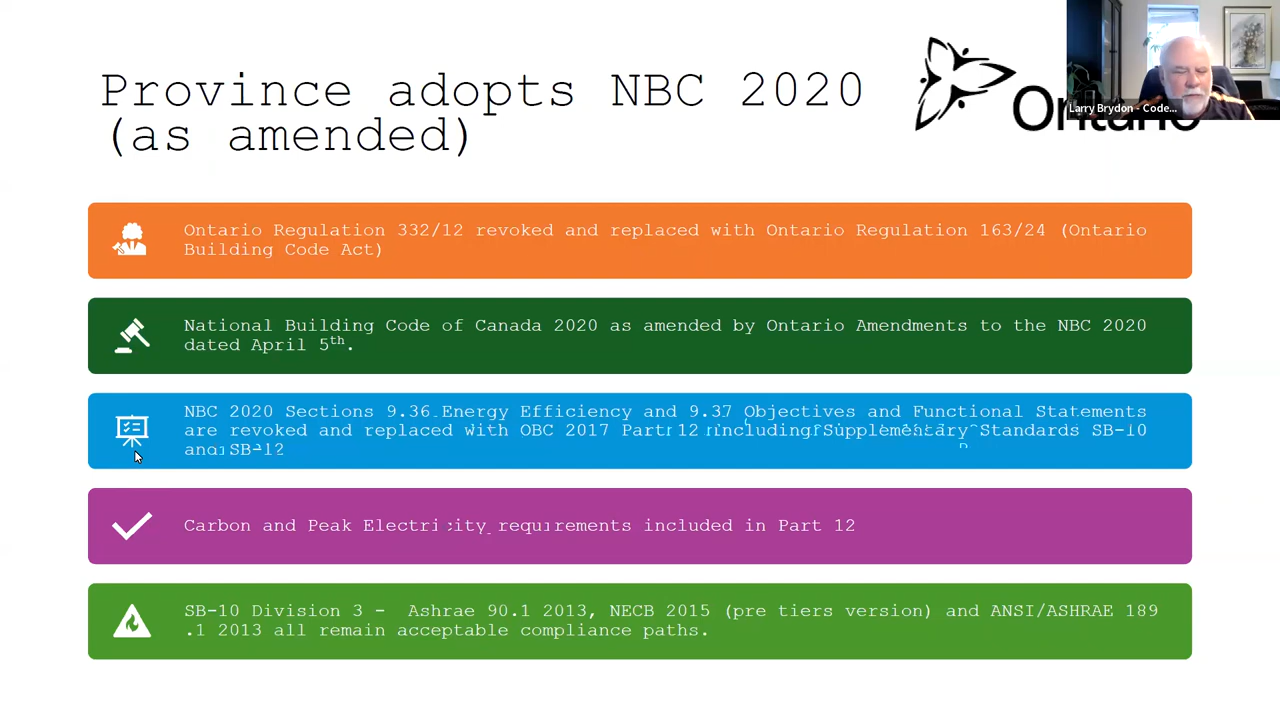 Province adopts NBC 2020
(as amended)
Ontario
Larry Brydon - Code...
Ontario Regulation 332/12 revoked and replaced with Ontario Regulation 163/24 (Ontario
Building Code Act)
National Building Code of Canada 2020 as amended by Ontario Amendments to the NBC 2020
dated April 5th.
NBC 2020 Sections 9.36 Energy Efficiency and 9.37 Objectives and Functional Statements
are revoked and replaced with OBC 2017 Part 12 including Supplementary Standards SB-10
and SB-12
Carbon and Peak Electricity requirements included in Part 12
SB-10 Division 3 - Ashrae 90.1 2013, NECB 2015 (pre tiers version) and ANSI/ASHRAE 189
.1 2013 all remain acceptable compliance paths.